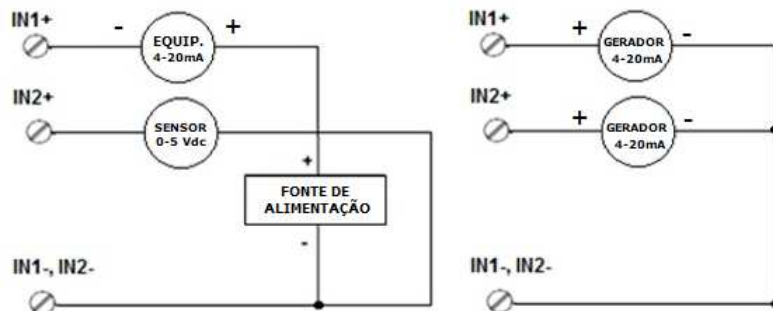 IN1+
-
EQUIP.
4-20mA
+
IN2+
SENSOR
0-5 Vdc
+
FONTE DE
ALIMENTAÇÃO
-
IN1-, IN2-
IN1+
+
GERADOR
4-20mA
-
IN2+
+
GERADOR
4-20mA
-
IN1-, IN2-